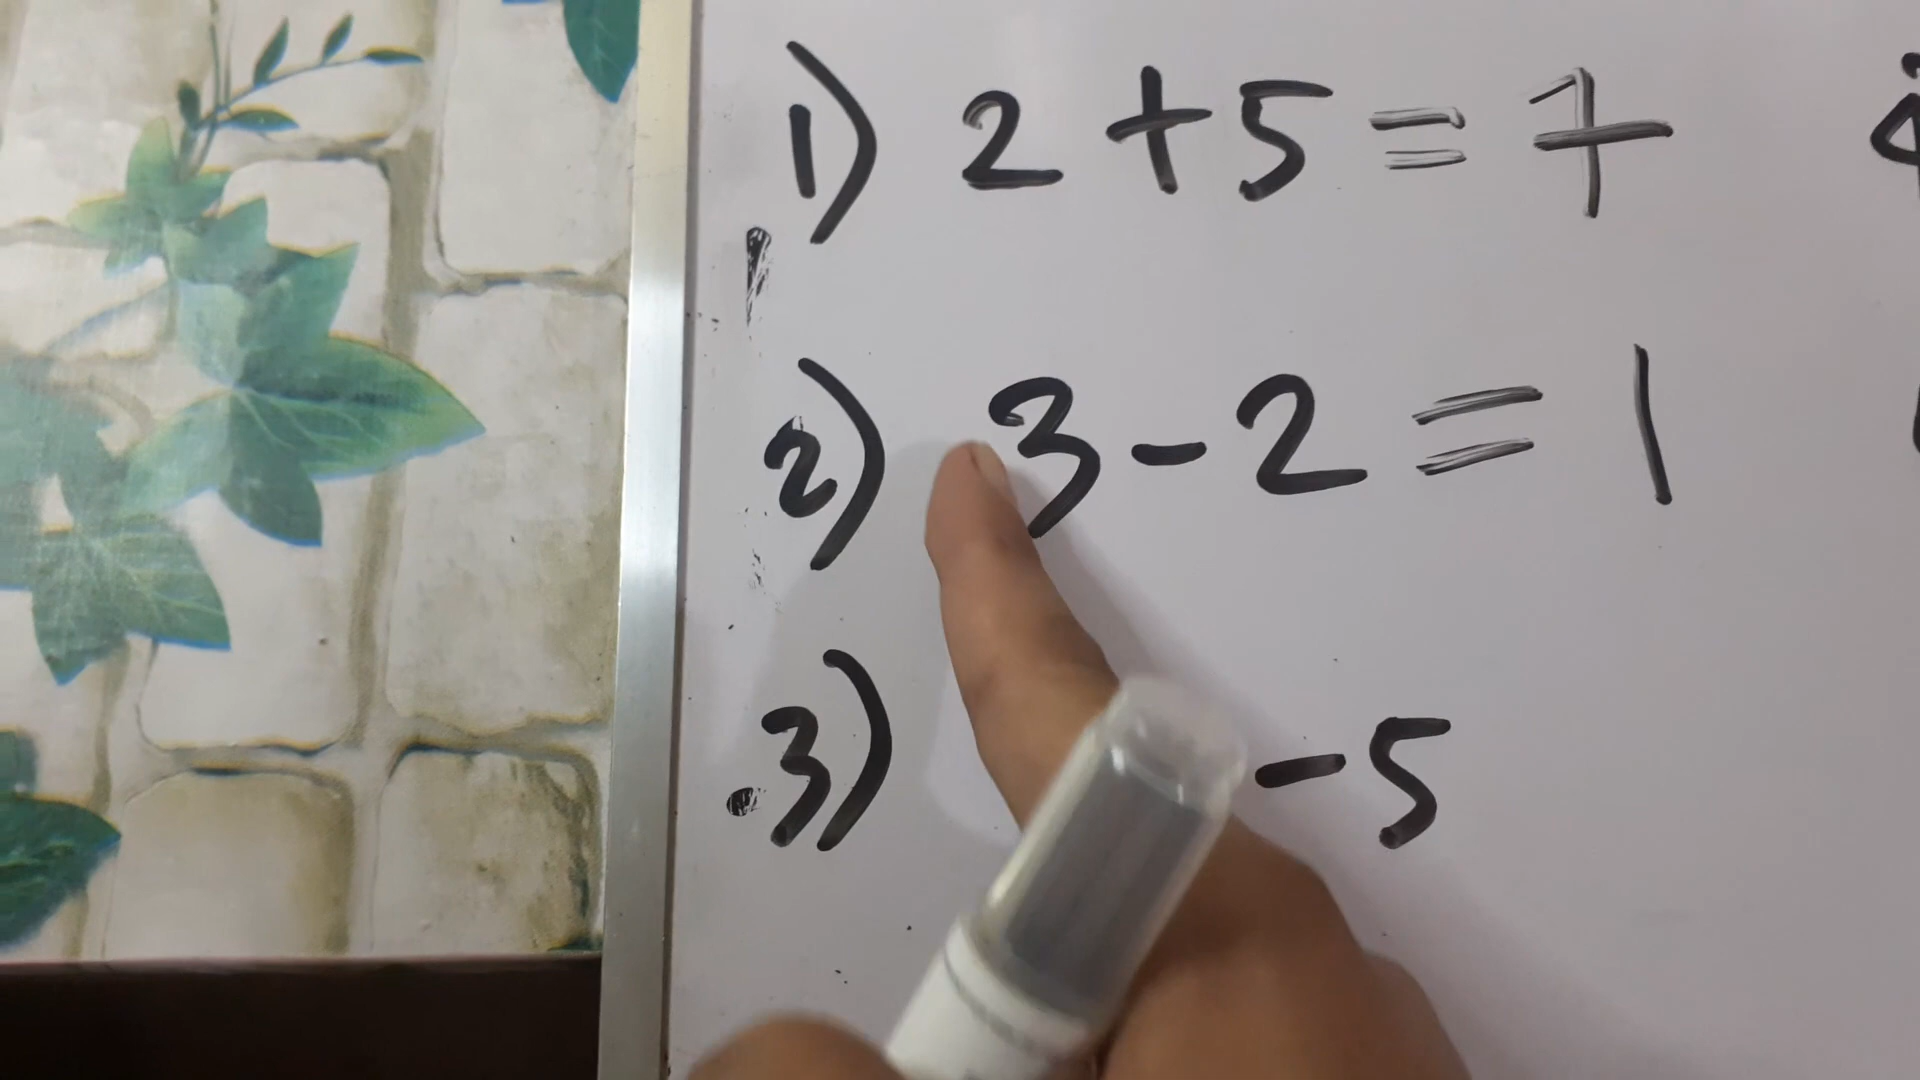 1) 2 + 5 = 7
2) 3 - 2 = 1
3) - 5